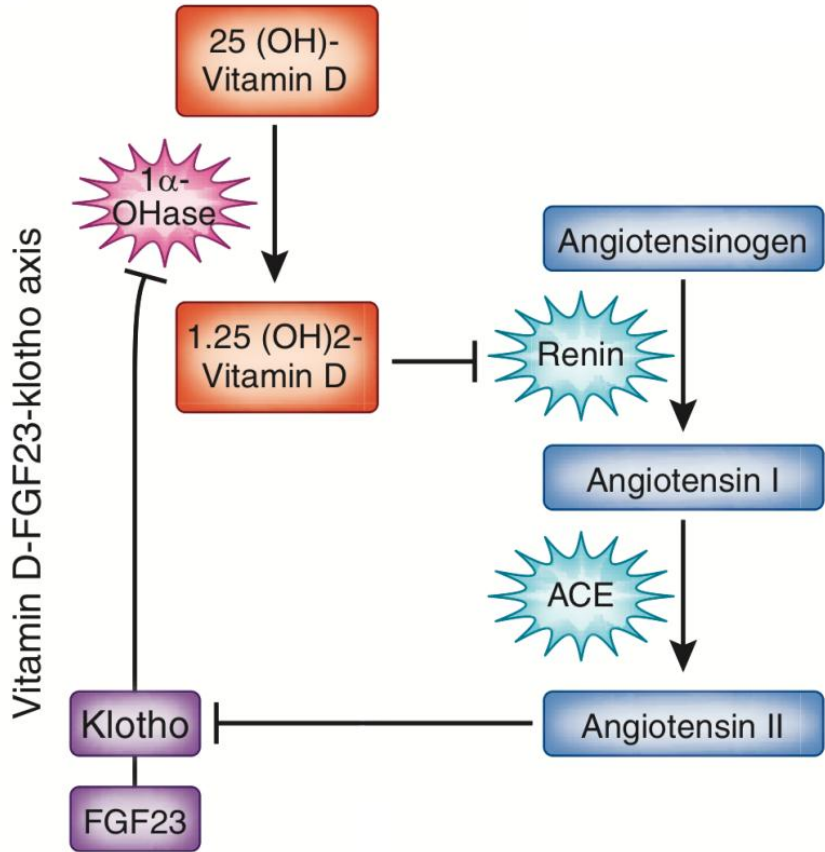 25 (OH)-
Vitamin D
1α-
OHase
Vitamin D-FGF23-klotho axis
Angiotensinogen
1.25 (OH)2-
Vitamin D
Renin
Angiotensin I
ACE
Klotho
Angiotensin II
FGF23